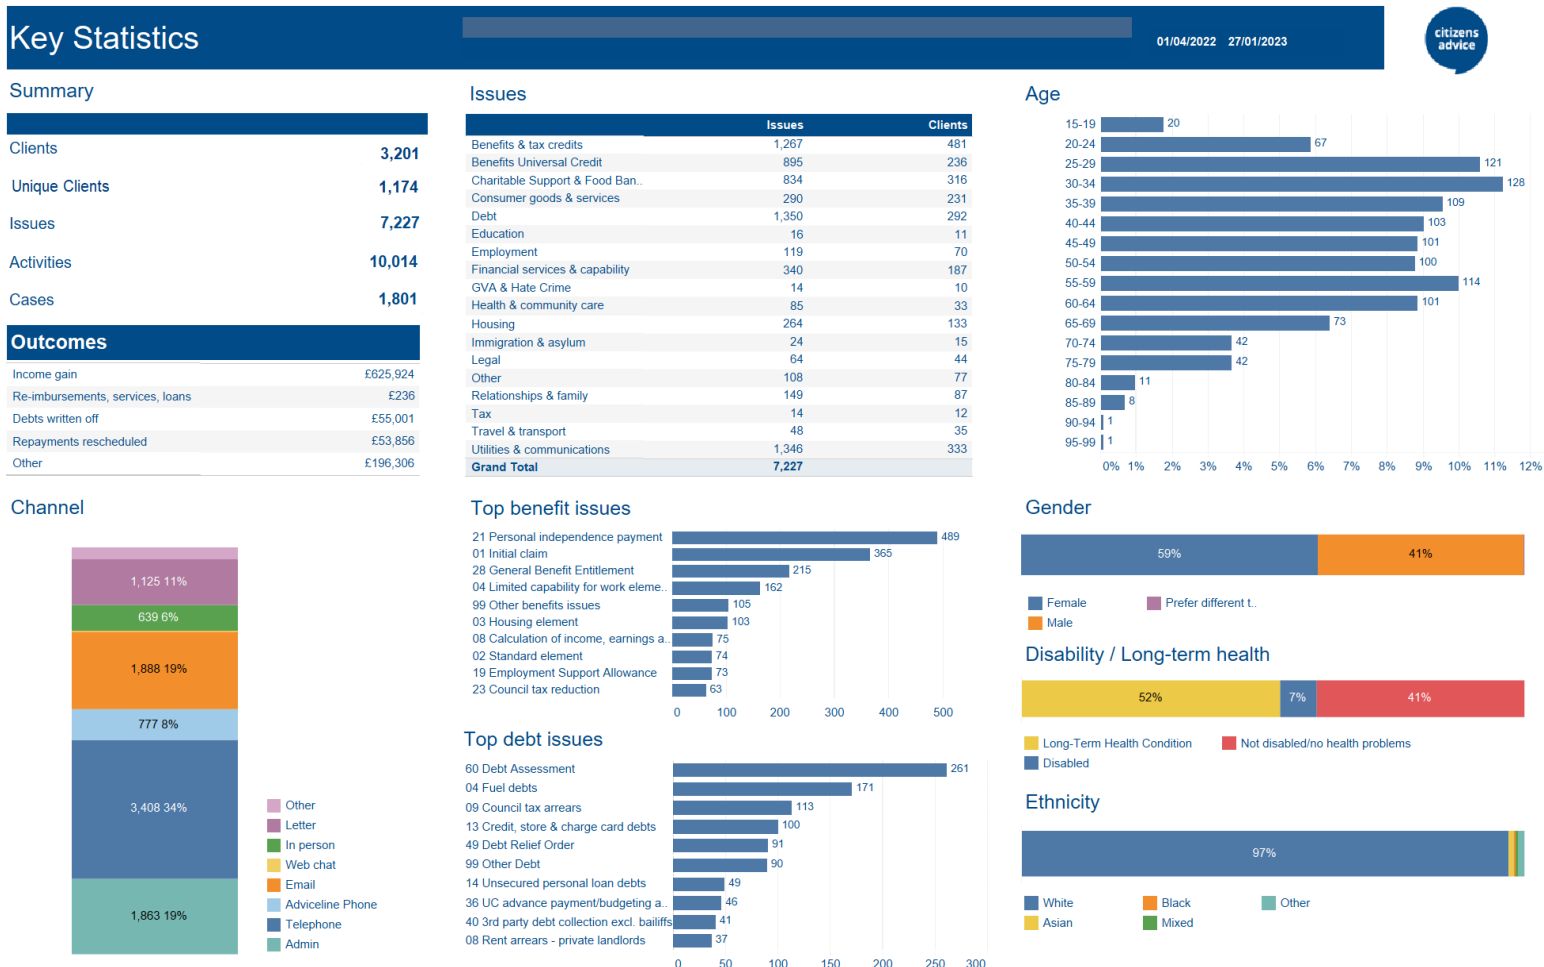 Key Statistics
01/04/2022 27/01/2023
citizens
advice
Summary
Clients 3,201
Unique Clients 1,174
Issues 7,227
Activities 10,014
Cases 1,801
Outcomes
Income gain £625,924
Re-imbursements, services, loans £236
Debts written off £55,001
Repayments rescheduled £53,856
Other £196,306
Channel
1,125 11%
639 6%
1,888 19%
777 8%
3,408 34%
1,863 19%
Other
Letter
In person
Web chat
Email
Adviceline Phone
Telephone
Admin
Issues
Issues Clients
Benefits & tax credits 1,267 481
Benefits Universal Credit 895 236
Charitable Support & Food Ban.. 834 316
Consumer goods & services 290 231
Debt 1,350 292
Education 16 11
Employment 119 70
Financial services & capability 340 187
GVA & Hate Crime 14 10
Health & community care 85 33
Housing 264 133
Immigration & asylum 24 15
Legal 64 44
Other 108 77
Relationships & family 149 87
Tax 14 12
Travel & transport 48 35
Utilities & communications 1,346 333
Grand Total 7,227
Top benefit issues
21 Personal independence payment 489
01 Initial claim 365
28 General Benefit Entitlement 215
04 Limited capability for work eleme.. 162
99 Other benefits issues 105
03 Housing element 103
08 Calculation of income, earnings a.. 75
02 Standard element 74
19 Employment Support Allowance 73
23 Council tax reduction 63
0 100 200 300 400 500
Top debt issues
60 Debt Assessment 261
04 Fuel debts 171
09 Council tax arrears 113
13 Credit, store & charge card debts 100
49 Debt Relief Order 91
99 Other Debt 90
14 Unsecured personal loan debts 49
36 UC advance payment/budgeting a.. 46
40 3rd party debt collection excl. bailiffs 41
08 Rent arrears - private landlords 37
0 50 100 150 200 250 300
Age
15-19 20
20-24 67
25-29 121
30-34 128
35-39 109
40-44 103
45-49 101
50-54 100
55-59 114
60-64 101
65-69 73
70-74 42
75-79 42
80-84 11
85-89 8
90-94 1
95-99 1
0% 1% 2% 3% 4% 5% 6% 7% 8% 9% 10% 11% 12%
Gender
59% 41%
Female Prefer different t..
Male
Disability / Long-term health
52% 7% 41%
Long-Term Health Condition Not disabled/no health problems
Disabled
Ethnicity
97%
White Black Other
Asian Mixed